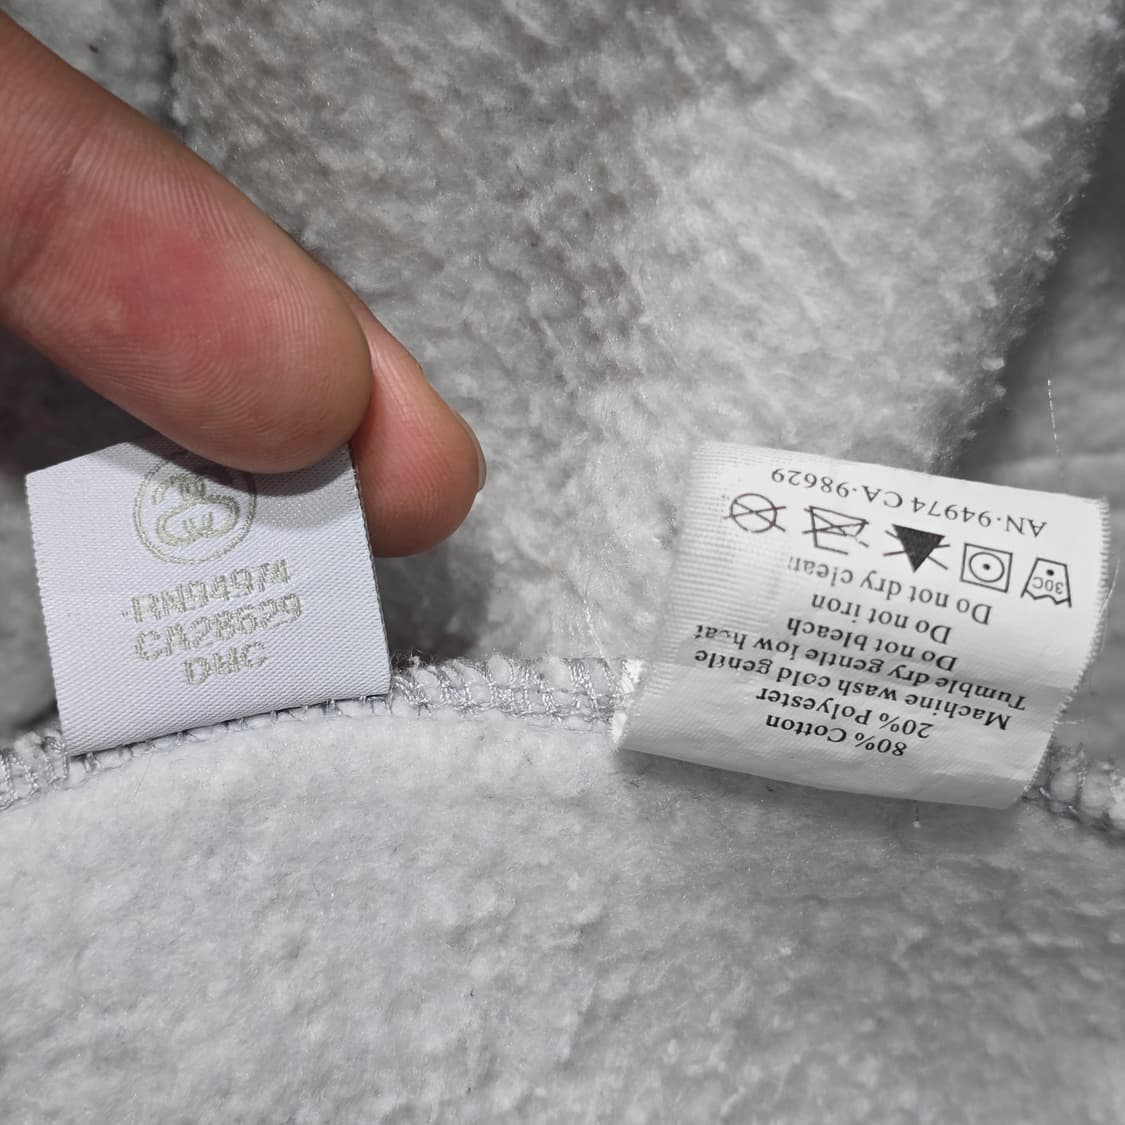 RN94974
CA28629
DWC
80% Cotton
20% Polyester
Machine wash cold gentle
Tumble dry gentle low heat
Do not bleach
Do not iron
Do not dry clean
30C
AN-94974 CA-98629